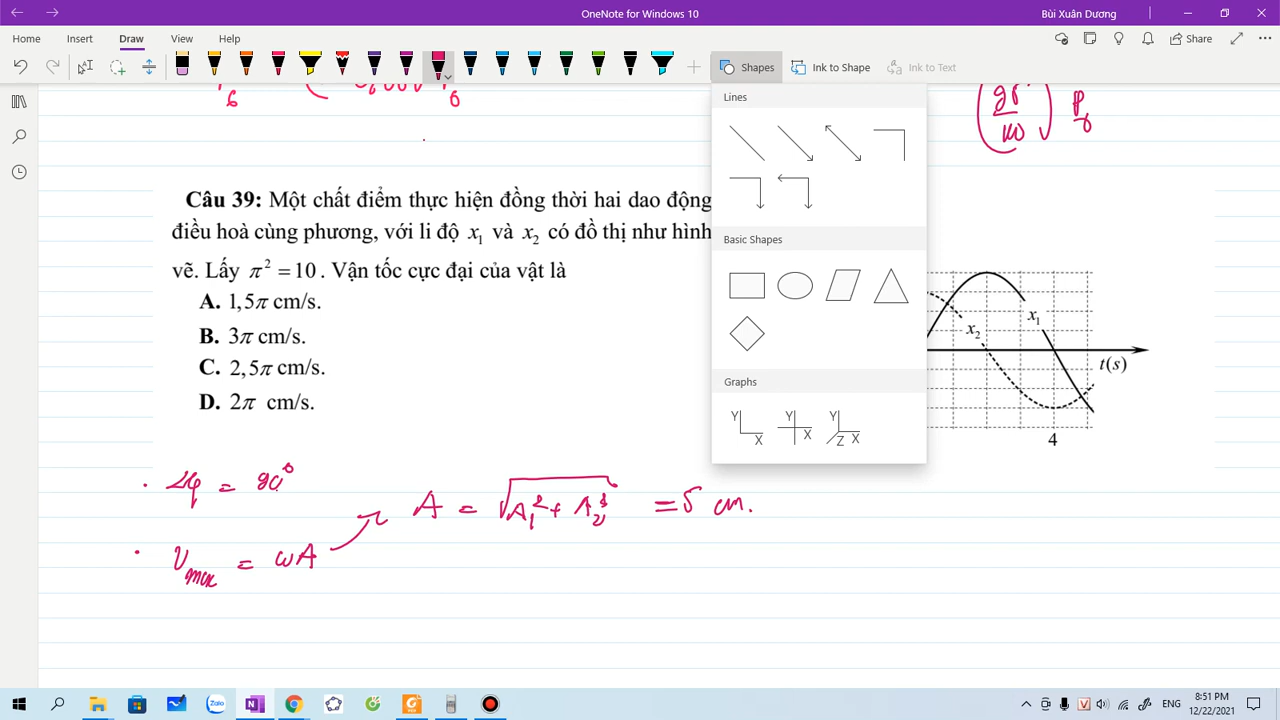 OneNote for Windows 10
Bùi Xuân Dương
Home Insert Draw View Help
Share
Shapes Ink to Shape Ink to Text
Lines
Câu 39: Một chất điểm thực hiện đồng thời hai dao động
điều hoà cùng phương, với li độ x₁ và x₂ có đồ thị như hình
vẽ. Lấy π² = 10. Vận tốc cực đại của vật là
A. 1,5π cm/s.
B. 3π cm/s.
C. 2,5π cm/s.
D. 2π cm/s.
Basic Shapes
Graphs
Y X
Y X
Y Z X
x₁
x₂
t(s)
4
Δφ = 90°
A = √A₁² + A₂² = 5 cm.
Vmax = ωA
Zalo
ENG
8:51 PM
12/22/2021